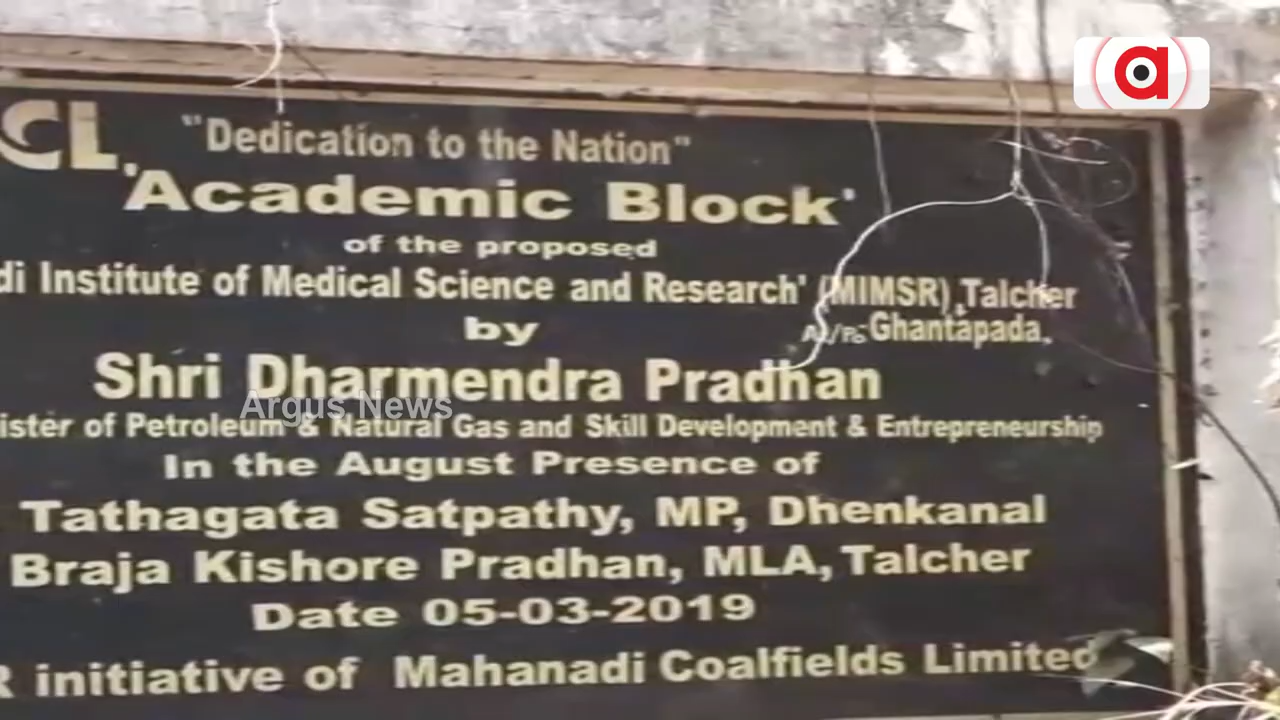 a
CL
"Dedication to the Nation"
'Academic Block'
of the proposed
di Institute of Medical Science and Research' (MIMSR), Talcher
by
At/Po-Ghantapada,
Shri Dharmendra Pradhan
Argus News
ister of Petroleum & Natural Gas and Skill Development & Entrepreneurship
In the August Presence of
Tathagata Satpathy, MP, Dhenkanal
Braja Kishore Pradhan, MLA, Talcher
Date 05-03-2019
R initiative of Mahanadi Coalfields Limited